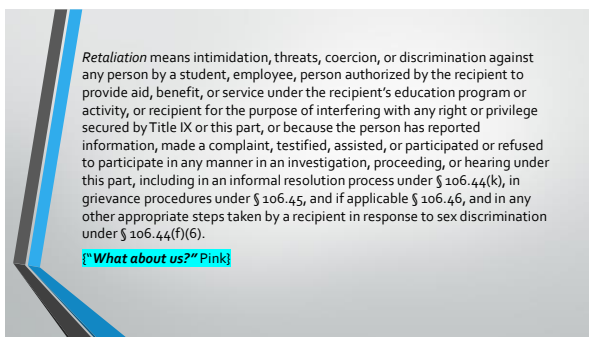 Retaliation means intimidation, threats, coercion, or discrimination against
any person by a student, employee, person authorized by the recipient to
provide aid, benefit, or service under the recipient's education program or
activity, or recipient for the purpose of interfering with any right or privilege
secured by Title IX or this part, or because the person has reported
information, made a complaint, testified, assisted, or participated or refused
to participate in any manner in an investigation, proceeding, or hearing under
this part, including in an informal resolution process under § 106.44(k), in
grievance procedures under § 106.45, and if applicable § 106.46, and in any
other appropriate steps taken by a recipient in response to sex discrimination
under § 106.44(f)(6).
{"What about us?" Pink}